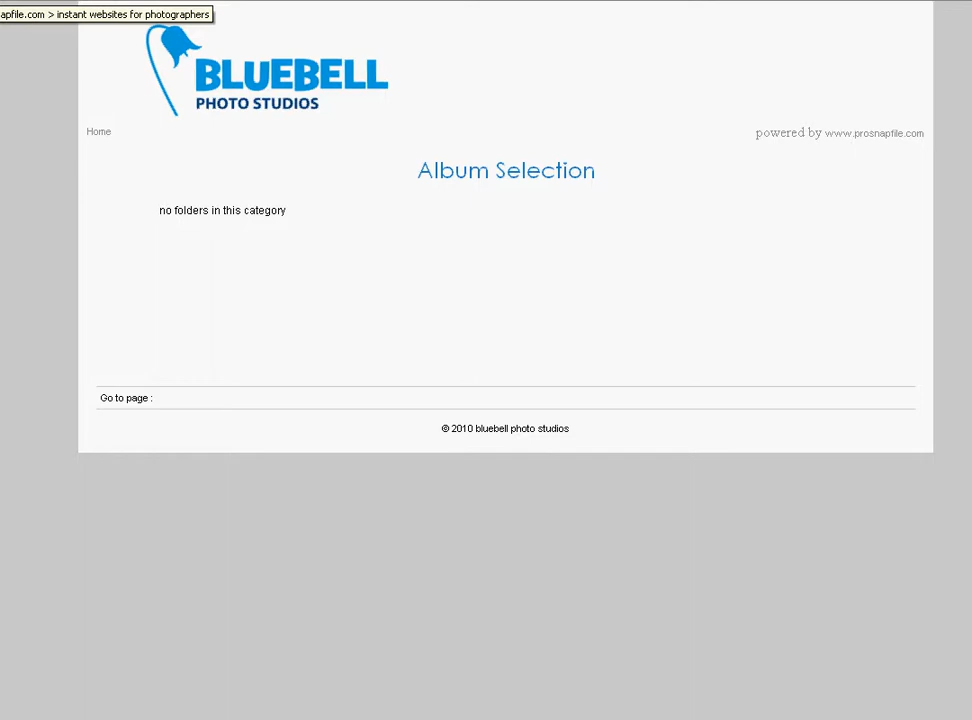 apfile.com > instant websites for photographers
BLUEBELL
PHOTO STUDIOS
Home
powered by www.prosnapfile.com
Album Selection
no folders in this category
Go to page :
© 2010 bluebell photo studios